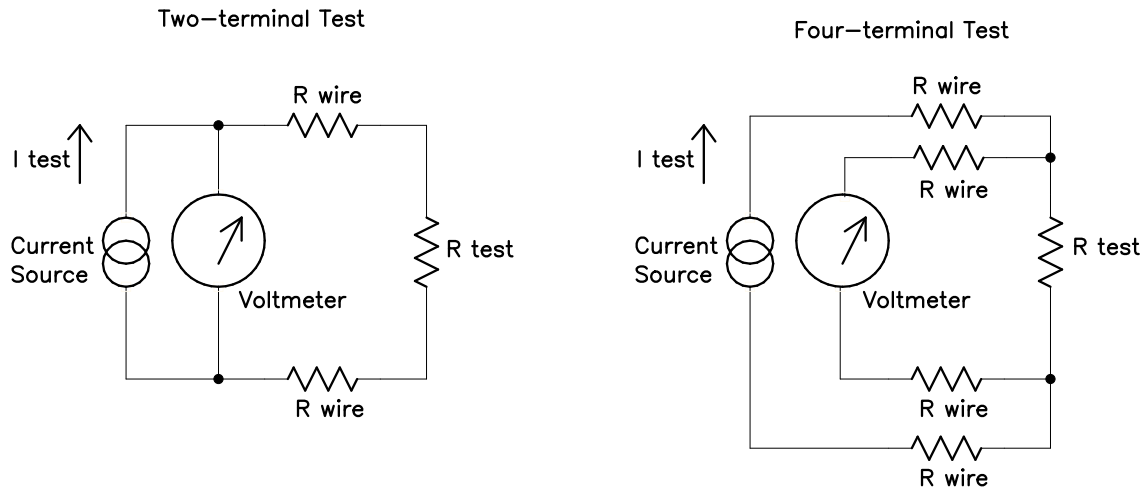 Two-terminal Test
R wire
I test
Current
Source
Voltmeter
R test
R wire
Four-terminal Test
R wire
I test
R wire
Current
Source
Voltmeter
R test
R wire
R wire